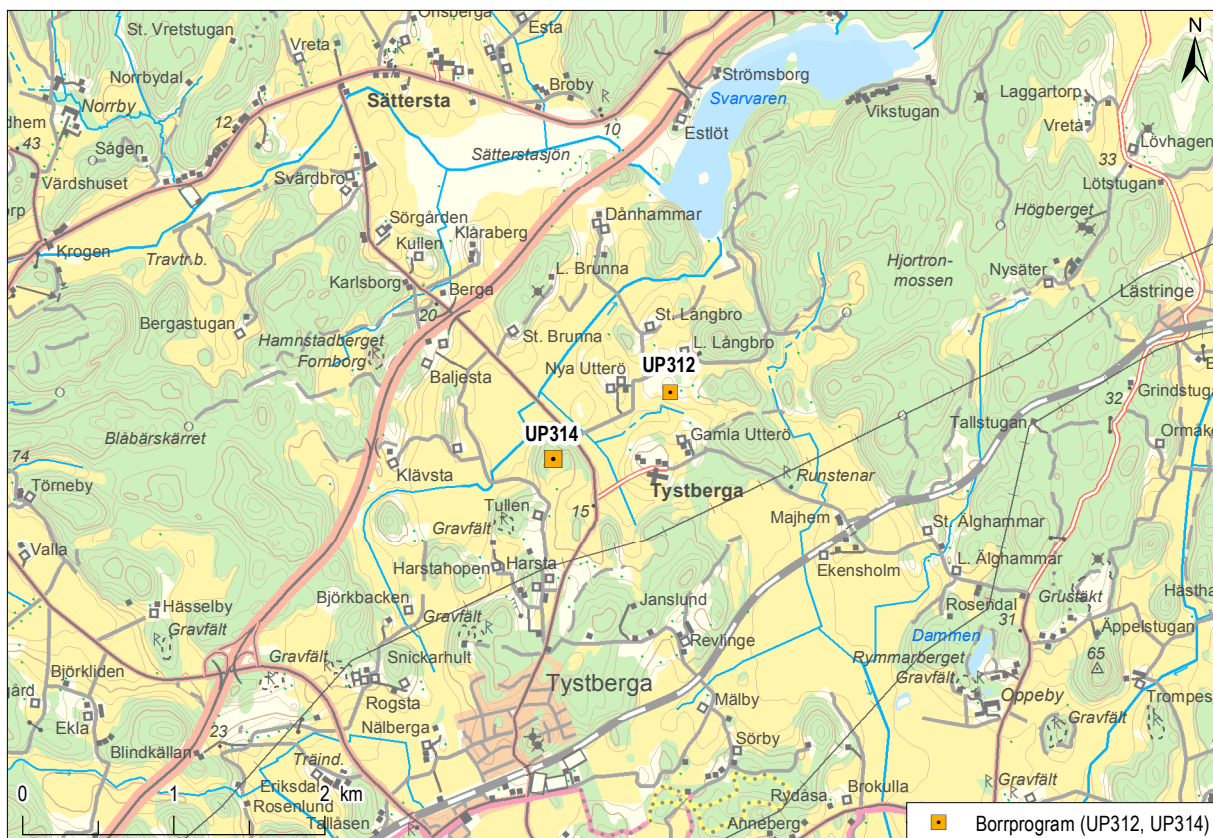 St. Vretstugan
Vreta
Esta
N
Norrbydal
Broby
Strömsborg
Sättersta
Svarvaren
Vikstugan
Laggartorp
Norrby
Vreta
12
10
Estlöt
Lövhagen
43
Sågen
Sätterstasjön
33
Värdshuset
Svärdbro
Lötstugan
Högberget
Sörgården
Dånhammar
Krogen
Kullen
Klaraberg
Travtr.b.
Hjortron-
mossen
L. Brunna
Nysäter
Karlsborg
Berga
Lästringe
20
St. Långbro
Bergastugan
Hamnstadberget
Fornborg
St. Brunna
L. Långbro
UP312
Baljesta
Nya Utterö
Grindstuga
32
Blåbärskärret
UP314
Gamla Utterö
Tallstugan
74
Klävsta
Runstenar
Törneby
Tystberga
15
Tullen
Majhem
St. Älghammar
Gravfält
Valla
Harstahopen
Harsta
Ekensholm
L. Älghammar
Grustäkt
Björkbacken
Janslund
Rosendal
Hässelby
Gravfält
Gravfält
31
Äppelstugan
Revlinge
Dammen
Rymmarberget
Gravfält
65
Björkliden
Gravfält
Snickarhult
Tystberga
Oppeby
Rogsta
Mälby
Gravfält
Ekla
23
Nälberga
Blindkällan
Sörby
Träind.
0 1 2 km
Eriksdal
Rosenlund
Brokulla
Gravfält
Rydåsa
Tallåsen
Anneberg
Borrprogram (UP312, UP314)